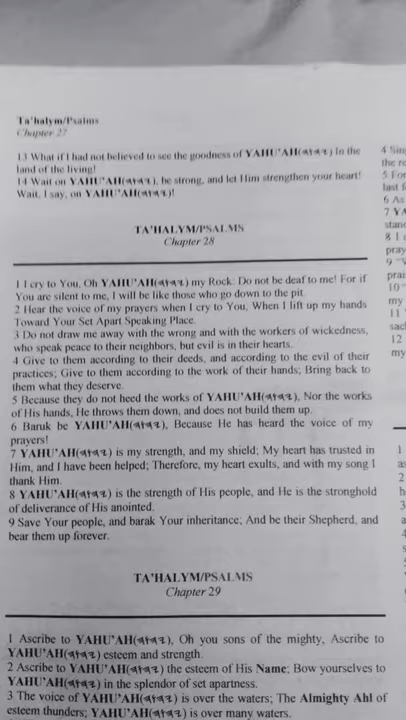 Ta'halym/Psalms
Chapter 27
13 What if I had not believed to see the goodness of YAHU'AH(𐤉𐤄𐤅𐤄) In the
land of the living!
14 Wait on YAHU'AH(𐤉𐤄𐤅𐤄), be strong, and let Him strengthen your heart!
Wait, I say, on YAHU'AH(𐤉𐤄𐤅𐤄)!
TA'HALYM/PSALMS
Chapter 28
1 I cry to You, Oh YAHU'AH(𐤉𐤄𐤅𐤄) my Rock: Do not be deaf to me! For if
You are silent to me, I will be like those who go down to the pit.
2 Hear the voice of my prayers when I cry to You, When I lift up my hands
Toward Your Set Apart Speaking Place.
3 Do not draw me away with the wrong and with the workers of wickedness,
who speak peace to their neighbors, but evil is in their hearts.
4 Give to them according to their deeds, and according to the evil of their
practices; Give to them according to the work of their hands; Bring back to
them what they deserve.
5 Because they do not heed the works of YAHU'AH(𐤉𐤄𐤅𐤄), Nor the works
of His hands, He throws them down, and does not build them up.
6 Baruk be YAHU'AH(𐤉𐤄𐤅𐤄), Because He has heard the voice of my
prayers!
7 YAHU'AH(𐤉𐤄𐤅𐤄) is my strength, and my shield; My heart has trusted in
Him, and I have been helped; Therefore, my heart exults, and with my song I
thank Him.
8 YAHU'AH(𐤉𐤄𐤅𐤄) is the strength of His people, and He is the stronghold
of deliverance of His anointed.
9 Save Your people, and barak Your inheritance; And be their Shepherd, and
bear them up forever.
TA'HALYM/PSALMS
Chapter 29
1 Ascribe to YAHU'AH(𐤉𐤄𐤅𐤄), Oh you sons of the mighty, Ascribe to
YAHU'AH(𐤉𐤄𐤅𐤄) esteem and strength.
2 Ascribe to YAHU'AH(𐤉𐤄𐤅𐤄) the esteem of His Name; Bow yourselves to
YAHU'AH(𐤉𐤄𐤅𐤄) in the splendor of set apartness.
3 The voice of YAHU'AH(𐤉𐤄𐤅𐤄) is over the waters; The Almighty Ahl of
esteem thunders; YAHU'AH(𐤉𐤄𐤅𐤄) is over many waters.